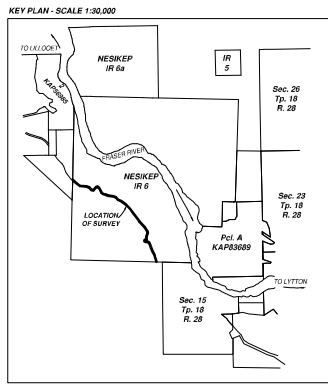 KEY PLAN - SCALE 1:30,000
TO LILLOOET
NESIKEP
IR 6a
IR
5
2
KAP56965
Sec. 26
Tp. 18
R. 28
FRASER RIVER
NESIKEP
IR 6
LOCATION
OF SURVEY
Sec. 23
Tp. 18
R. 28
Pcl. A
KAP83689
TO LYTTON
Sec. 15
Tp. 18
R. 28